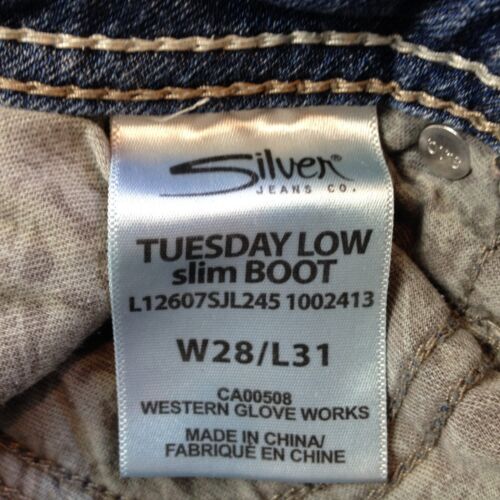 Silver®
JEANS CO.
TUESDAY LOW
slim BOOT
L12607SJL245 1002413
W28/L31
CA00508
WESTERN GLOVE WORKS
MADE IN CHINA/
FABRIQUÉ EN CHINE